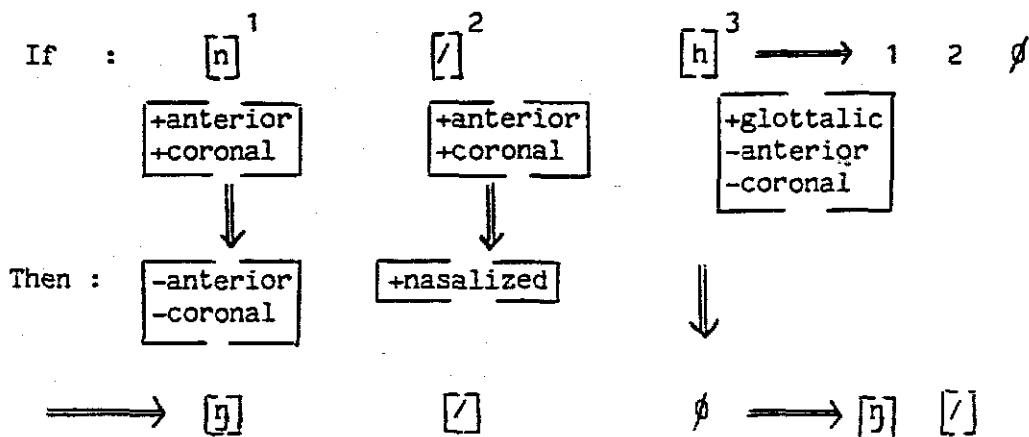 If : [n]¹ [/]² [h]³ ⟶ 1 2 ∅
+anterior +anterior +glottalic
+coronal +coronal -anterior
-coronal
⇓ ⇓
Then : -anterior +nasalized ⇓
-coronal
⟶ [ŋ] [/] ∅ ⟶ [ŋ] [/]